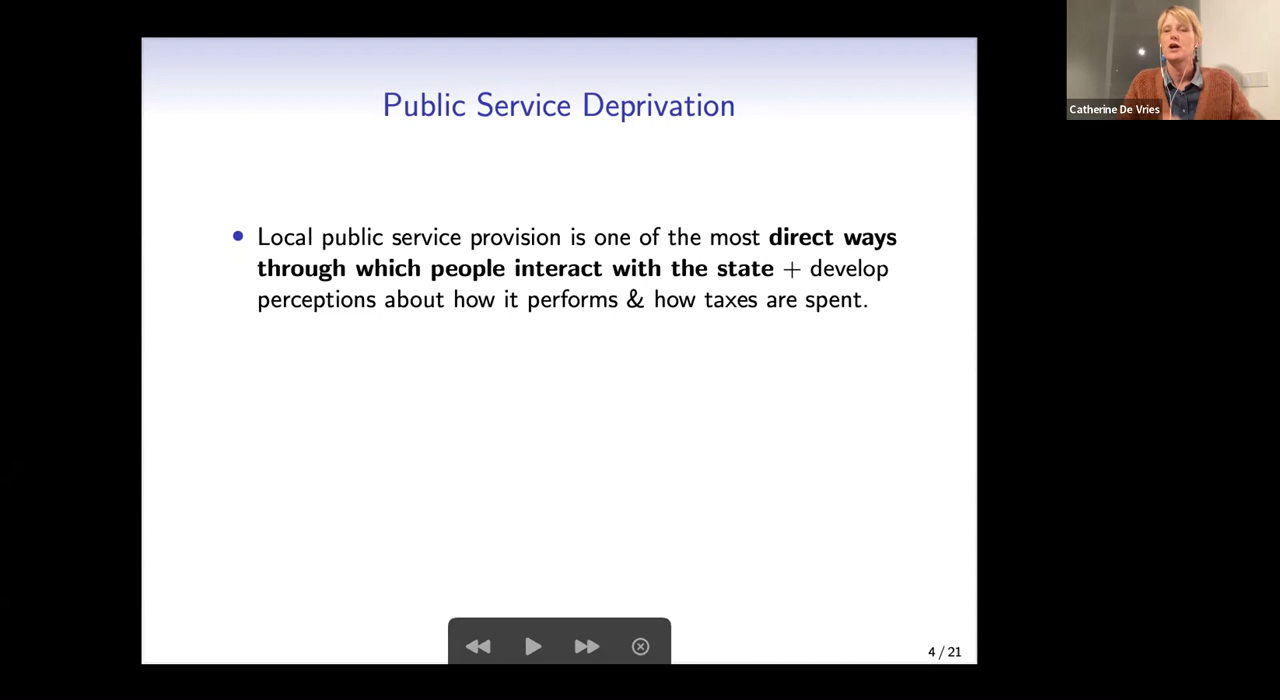 Public Service Deprivation
Local public service provision is one of the most direct ways
through which people interact with the state + develop
perceptions about how it performs & how taxes are spent.
4 / 21
Catherine De Vries